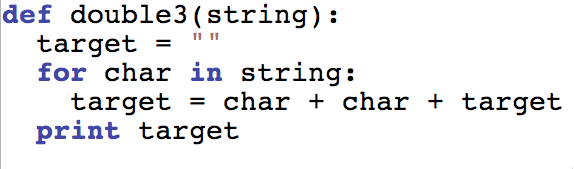 def double3(string):
  target = ""
  for char in string:
    target = char + char + target
  print target